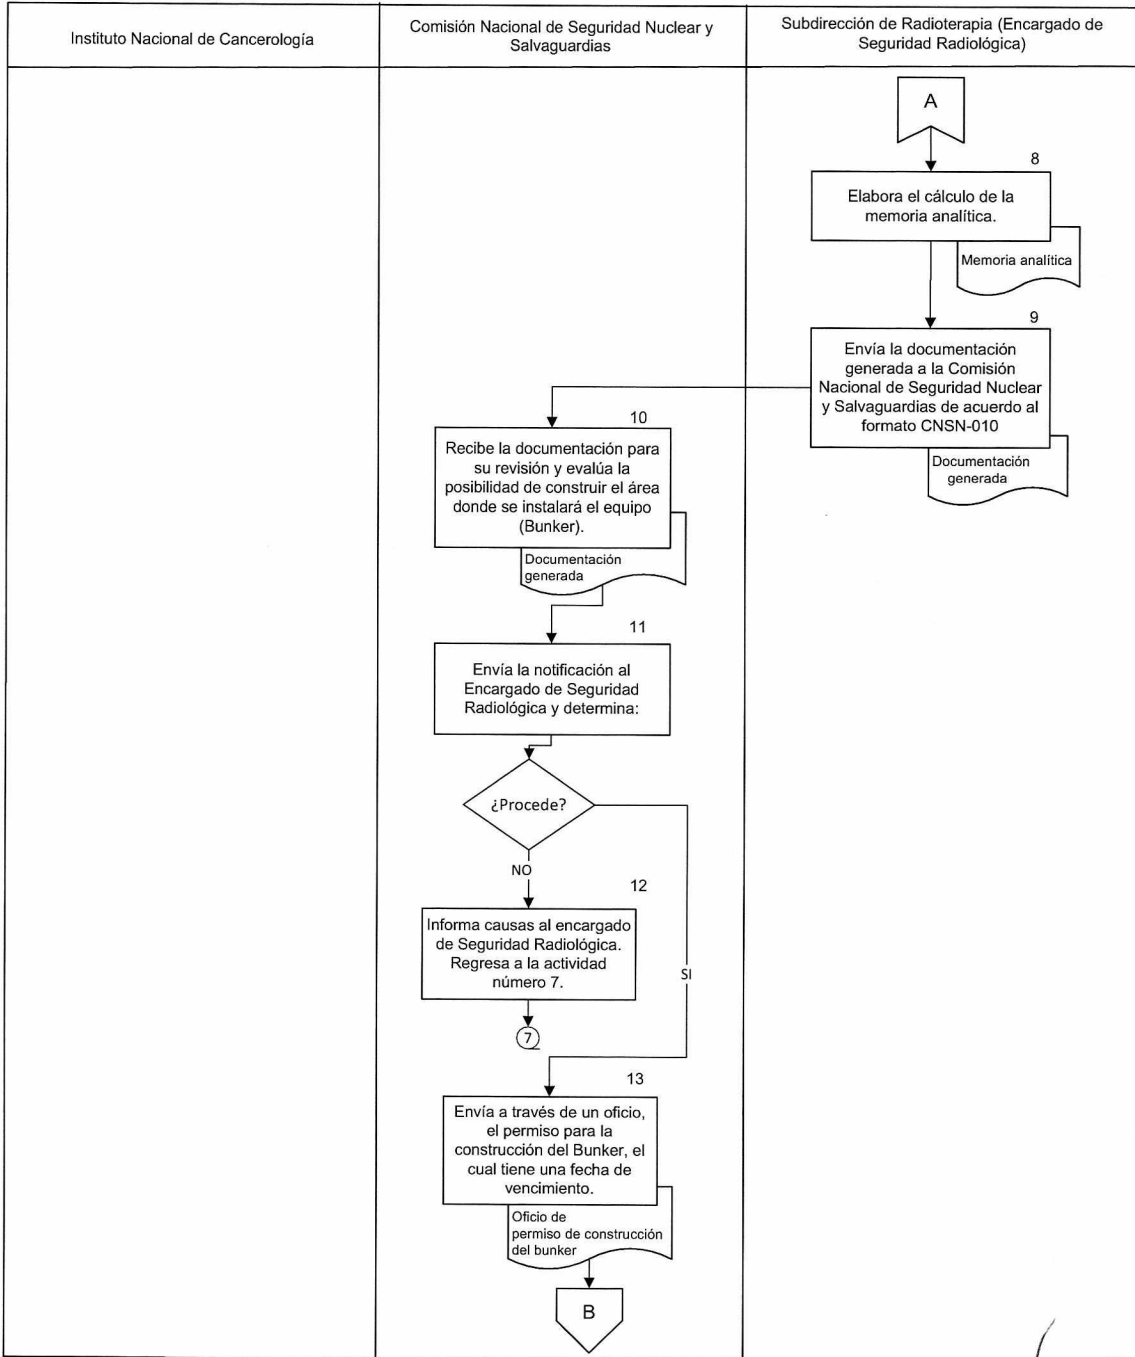 Instituto Nacional de Cancerología
Comisión Nacional de Seguridad Nuclear y
Salvaguardias
Subdirección de Radioterapia (Encargado de
Seguridad Radiológica)
A
8
Elabora el cálculo de la
memoria analítica.
Memoria analítica
9
Envía la documentación
generada a la Comisión
Nacional de Seguridad Nuclear
y Salvaguardias de acuerdo al
formato CNSN-010
Documentación
generada
10
Recibe la documentación para
su revisión y evalúa la
posibilidad de construir el área
donde se instalará el equipo
(Bunker).
Documentación
generada
11
Envía la notificación al
Encargado de Seguridad
Radiológica y determina:
¿Procede?
NO
12
Informa causas al encargado
de Seguridad Radiológica.
Regresa a la actividad
número 7.
SI
7
13
Envía a través de un oficio,
el permiso para la
construcción del Bunker, el
cual tiene una fecha de
vencimiento.
Oficio de
permiso de construcción
del bunker
B